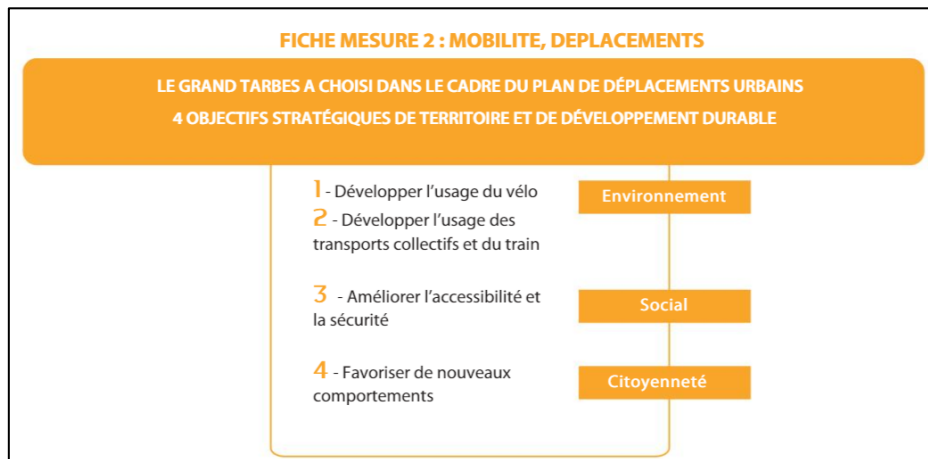 FICHE MESURE 2 : MOBILITE, DEPLACEMENTS
LE GRAND TARBES A CHOISI DANS LE CADRE DU PLAN DE DÉPLACEMENTS URBAINS
4 OBJECTIFS STRATÉGIQUES DE TERRITOIRE ET DE DÉVELOPPEMENT DURABLE
1 - Développer l'usage du vélo
Environnement
2 - Développer l'usage des
transports collectifs et du train
3 - Améliorer l'accessibilité et
la sécurité
Social
4 - Favoriser de nouveaux
comportements
Citoyenneté